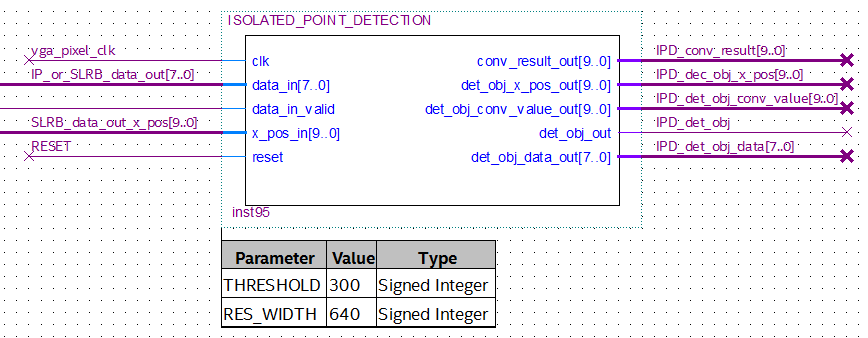 ISOLATED_POINT_DETECTION
vga_pixel_clk clk conv_result_out[9..0] IPD_conv_result[9..0]
IP_or_SLRB_data_out[7..0] data_in[7..0] det_obj_x_pos_out[9..0] IPD_dec_obj_x_pos[9..0]
data_in_valid det_obj_conv_value_out[9..0] IPD_det_obj_conv_value[9..0]
SLRB_data_out_x_pos[9..0] x_pos_in[9..0] det_obj_out IPD_det_obj
RESET reset det_obj_data_out[7..0] IPD_det_obj_data[7..0]
inst95
Parameter Value Type
THRESHOLD 300 Signed Integer
RES_WIDTH 640 Signed Integer